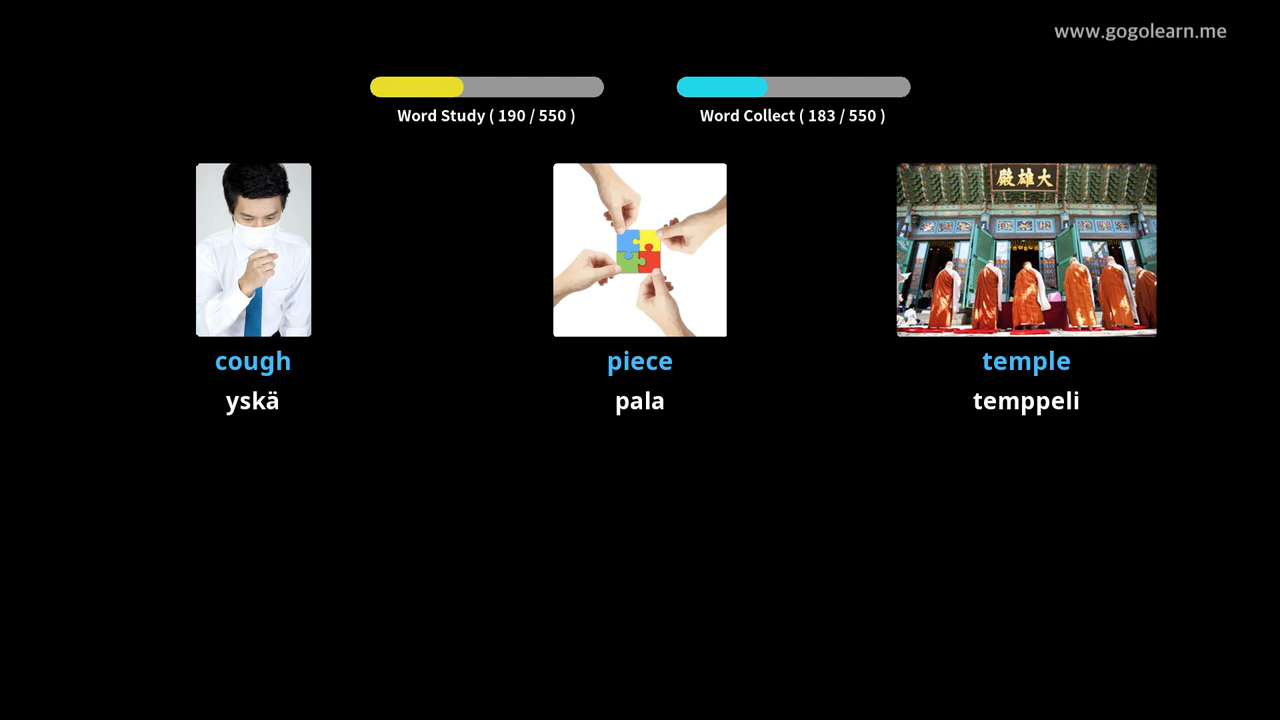 www.gogolearn.me
Word Study ( 190 / 550 )
Word Collect ( 183 / 550 )
殿雄大
cough
piece
temple
yskä
pala
temppeli